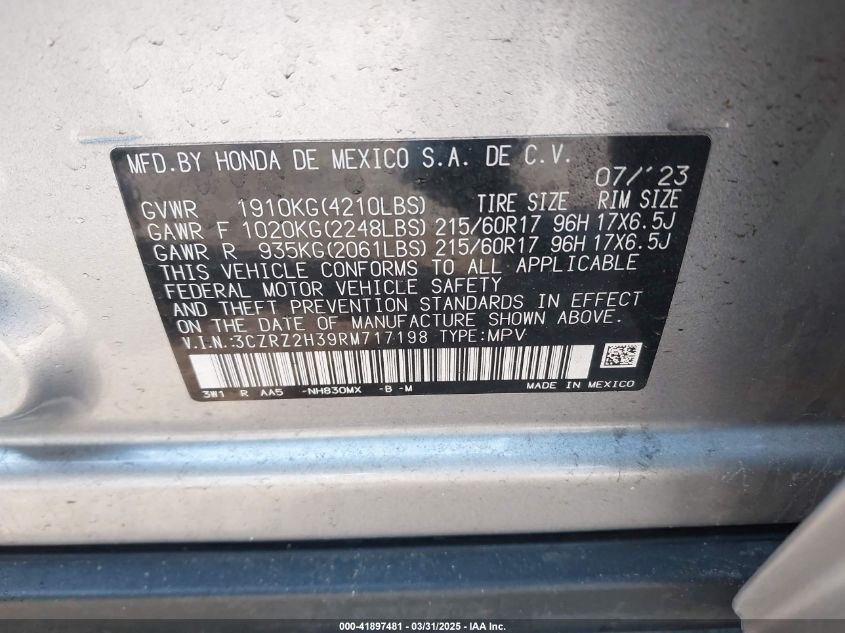 MFD.BY HONDA DE MEXICO S.A. DE C.V.
07/'23
GVWR 1910KG(4210LBS) TIRE SIZE RIM SIZE
GAWR F 1020KG(2248LBS) 215/60R17 96H 17X6.5J
GAWR R 935KG(2061LBS) 215/60R17 96H 17X6.5J
THIS VEHICLE CONFORMS TO ALL APPLICABLE
FEDERAL MOTOR VEHICLE SAFETY
AND THEFT PREVENTION STANDARDS IN EFFECT
ON THE DATE OF MANUFACTURE SHOWN ABOVE.
V.I.N.:3CZRZ2H39RM717198 TYPE:MPV
3W1 R AA5 -NH830MX -B -M MADE IN MEXICO
000-41897481 - 03/31/2025 - IAA Inc.